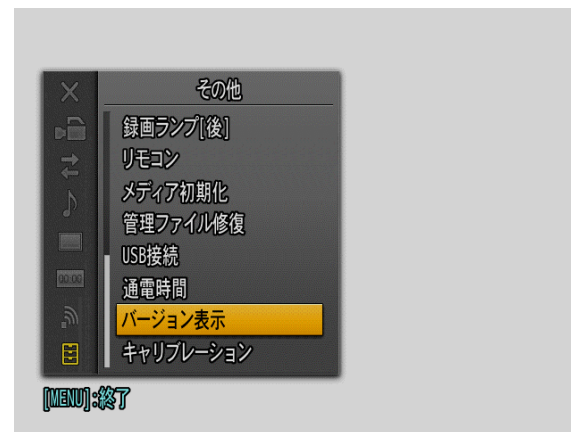 その他
録画ランプ[後]
リモコン
メディア初期化
管理ファイル修復
USB接続
00:00
通電時間
バージョン表示
キャリブレーション
[MENU]:終了